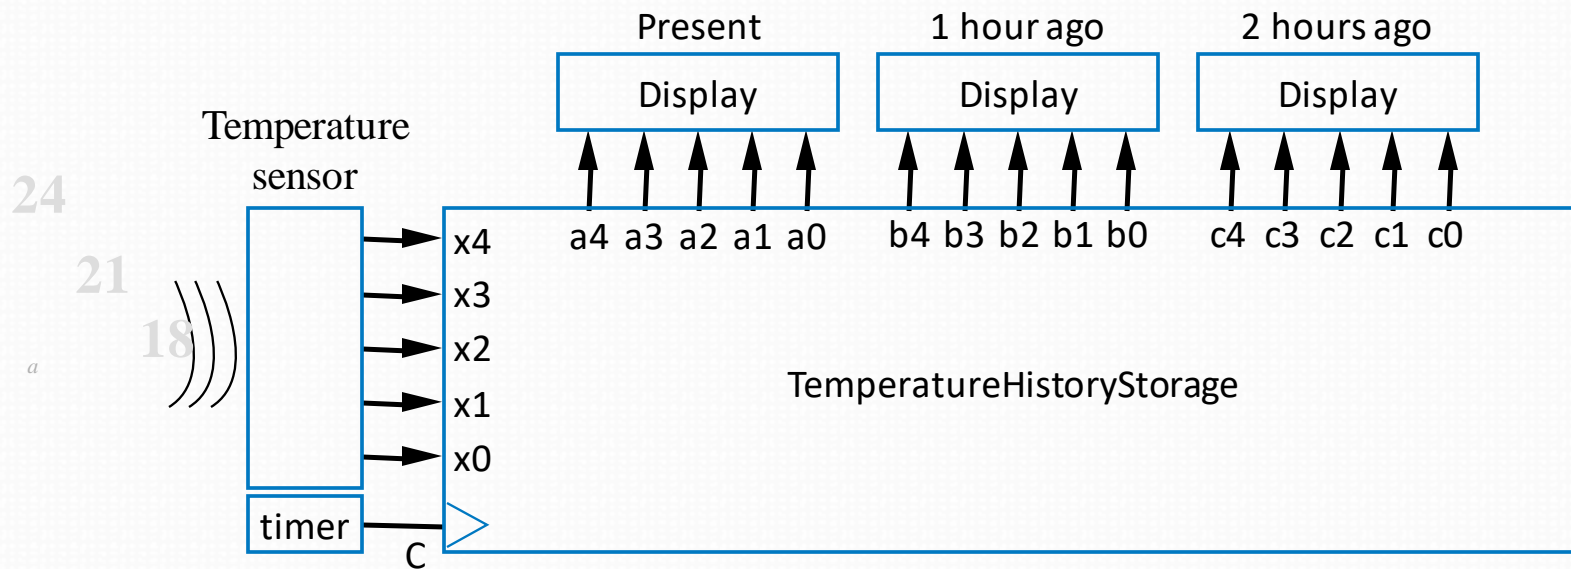 Present 1 hour ago 2 hours ago
Display Display Display
Temperature
sensor
24
21
18
a
x4 a4 a3 a2 a1 a0 b4 b3 b2 b1 b0 c4 c3 c2 c1 c0
x3
x2
TemperatureHistoryStorage
x1
x0
timer
C